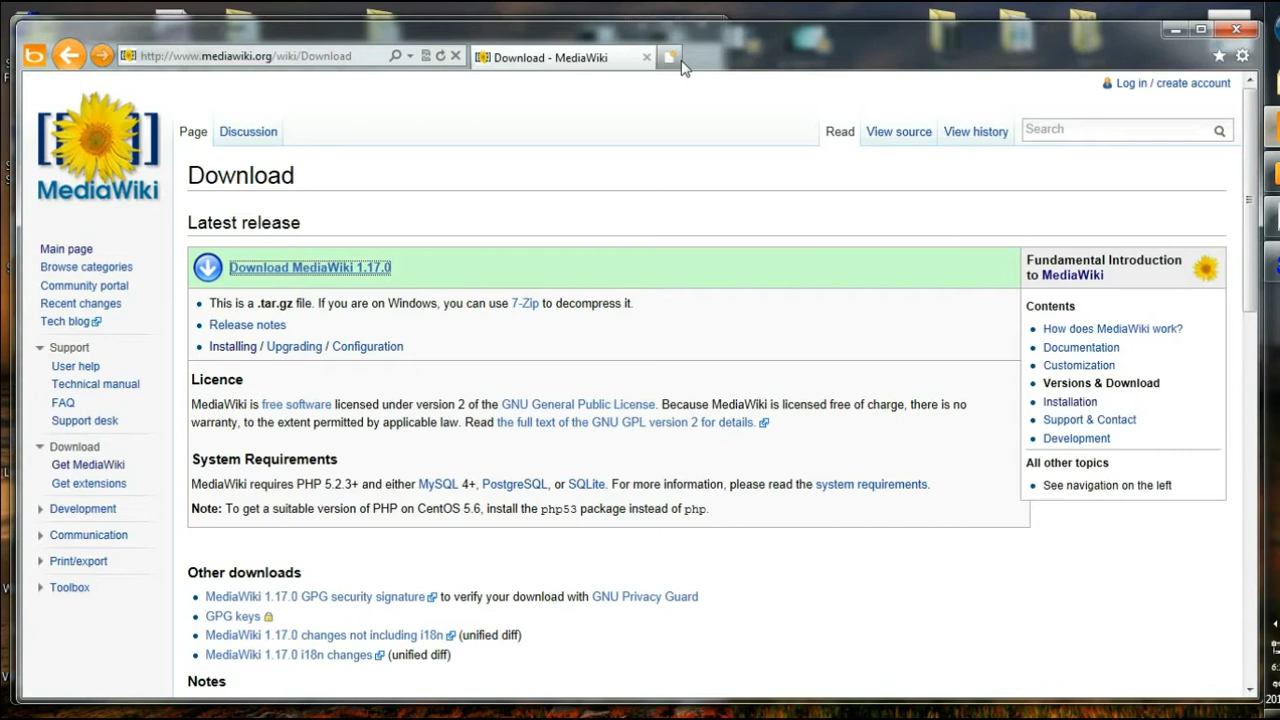 http://www.mediawiki.org/wiki/Download
Download - MediaWiki
Log in / create account
MediaWiki
Page Discussion
Read View source View history
Search
Download
Latest release
Download MediaWiki 1.17.0
This is a .tar.gz file. If you are on Windows, you can use 7-Zip to decompress it.
Release notes
Installing / Upgrading / Configuration
Licence
MediaWiki is free software licensed under version 2 of the GNU General Public License. Because MediaWiki is licensed free of charge, there is no
warranty, to the extent permitted by applicable law. Read the full text of the GNU GPL version 2 for details.
System Requirements
MediaWiki requires PHP 5.2.3+ and either MySQL 4+, PostgreSQL, or SQLite. For more information, please read the system requirements.
Note: To get a suitable version of PHP on CentOS 5.6, install the php53 package instead of php.
Other downloads
MediaWiki 1.17.0 GPG security signature to verify your download with GNU Privacy Guard
GPG keys
MediaWiki 1.17.0 changes not including i18n (unified diff)
MediaWiki 1.17.0 i18n changes (unified diff)
Notes
Main page
Browse categories
Community portal
Recent changes
Tech blog
Support
User help
Technical manual
FAQ
Support desk
Download
Get MediaWiki
Get extensions
Development
Communication
Print/export
Toolbox
Fundamental Introduction
to MediaWiki
Contents
How does MediaWiki work?
Documentation
Customization
Versions & Download
Installation
Support & Contact
Development
All other topics
See navigation on the left